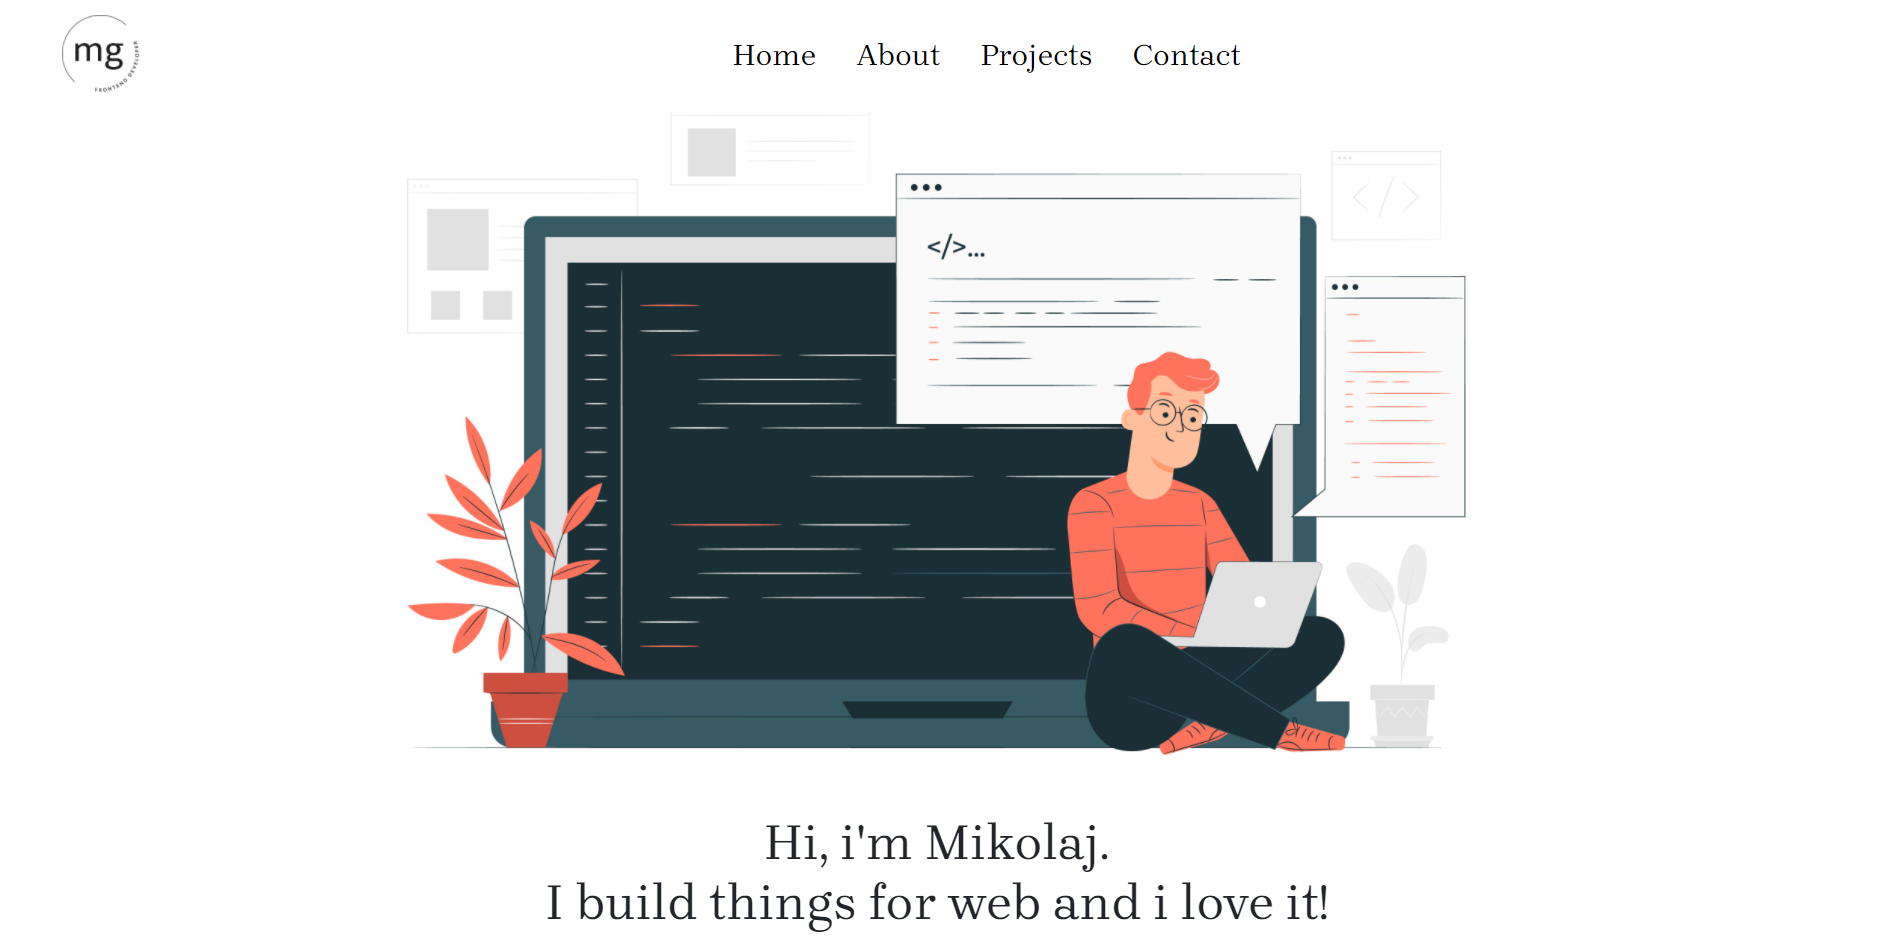 mg
FRONTEND DEVELOPER
Home About Projects Contact
</>
</>...
Hi, i'm Mikolaj.
I build things for web and i love it!